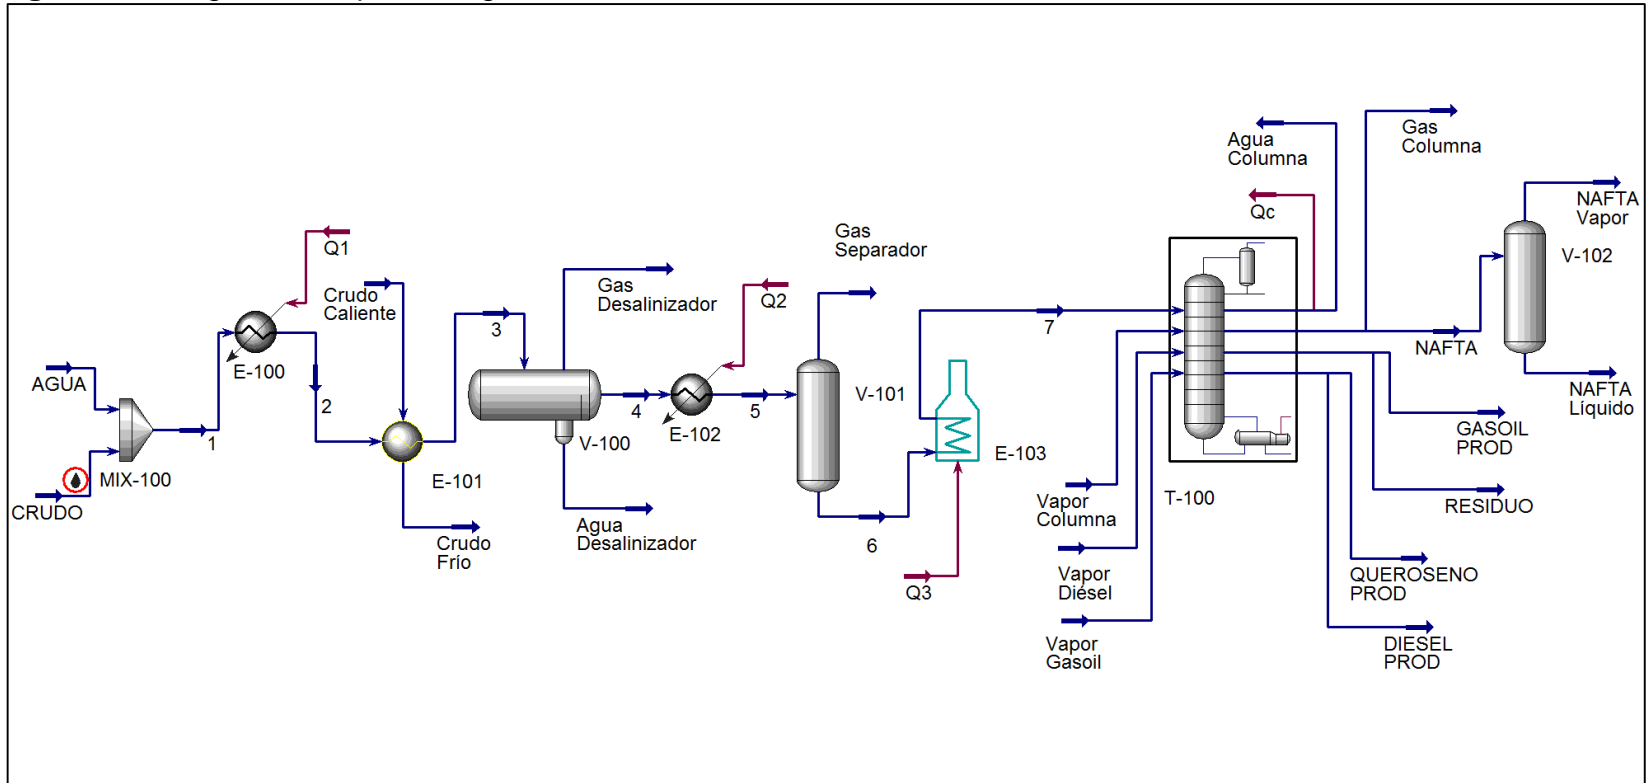 AGUA
CRUDO
MIX-100
1
E-100
Q1
2
Crudo
Caliente
E-101
Crudo
Frío
3
Gas
Desalinizador
V-100
Agua
Desalinizador
4
E-102
Q2
5
Gas
Separador
V-101
6
E-103
Q3
7
Vapor
Columna
Vapor
Diésel
Vapor
Gasoil
T-100
Agua
Columna
Qc
Gas
Columna
NAFTA
NAFTA
Vapor
V-102
NAFTA
Líquido
GASOIL
PROD
RESIDUO
QUEROSENO
PROD
DIESEL
PROD